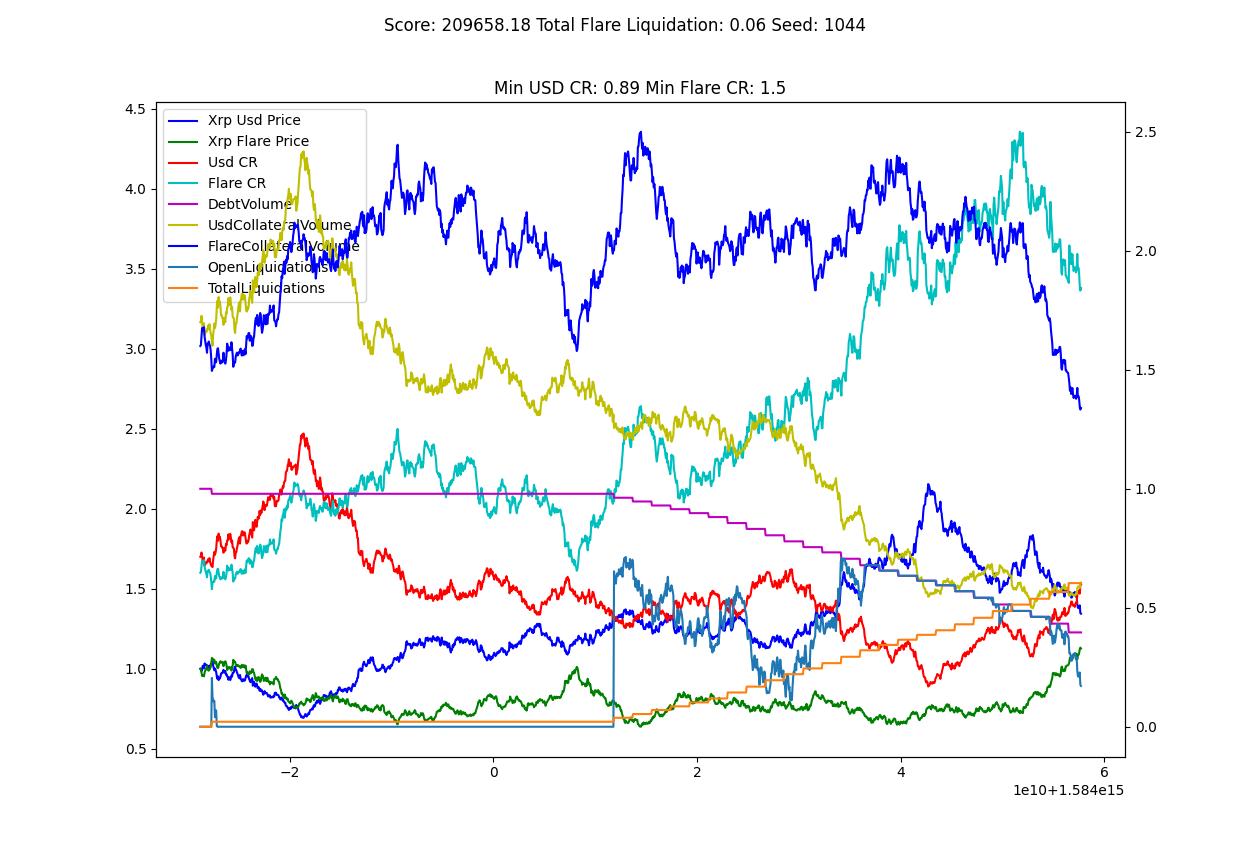 Score: 209658.18 Total Flare Liquidation: 0.06 Seed: 1044
Min USD CR: 0.89 Min Flare CR: 1.5
Xrp Usd Price
Xrp Flare Price
Usd CR
Flare CR
DebtVolume
UsdCollateralVolume
FlareCollateralVolume
OpenLiquidations
TotalLiquidations
4.5
4.0
3.5
3.0
2.5
2.0
1.5
1.0
0.5
2.5
2.0
1.5
1.0
0.5
0.0
−2
0
2
4
6
1e10+1.584e15